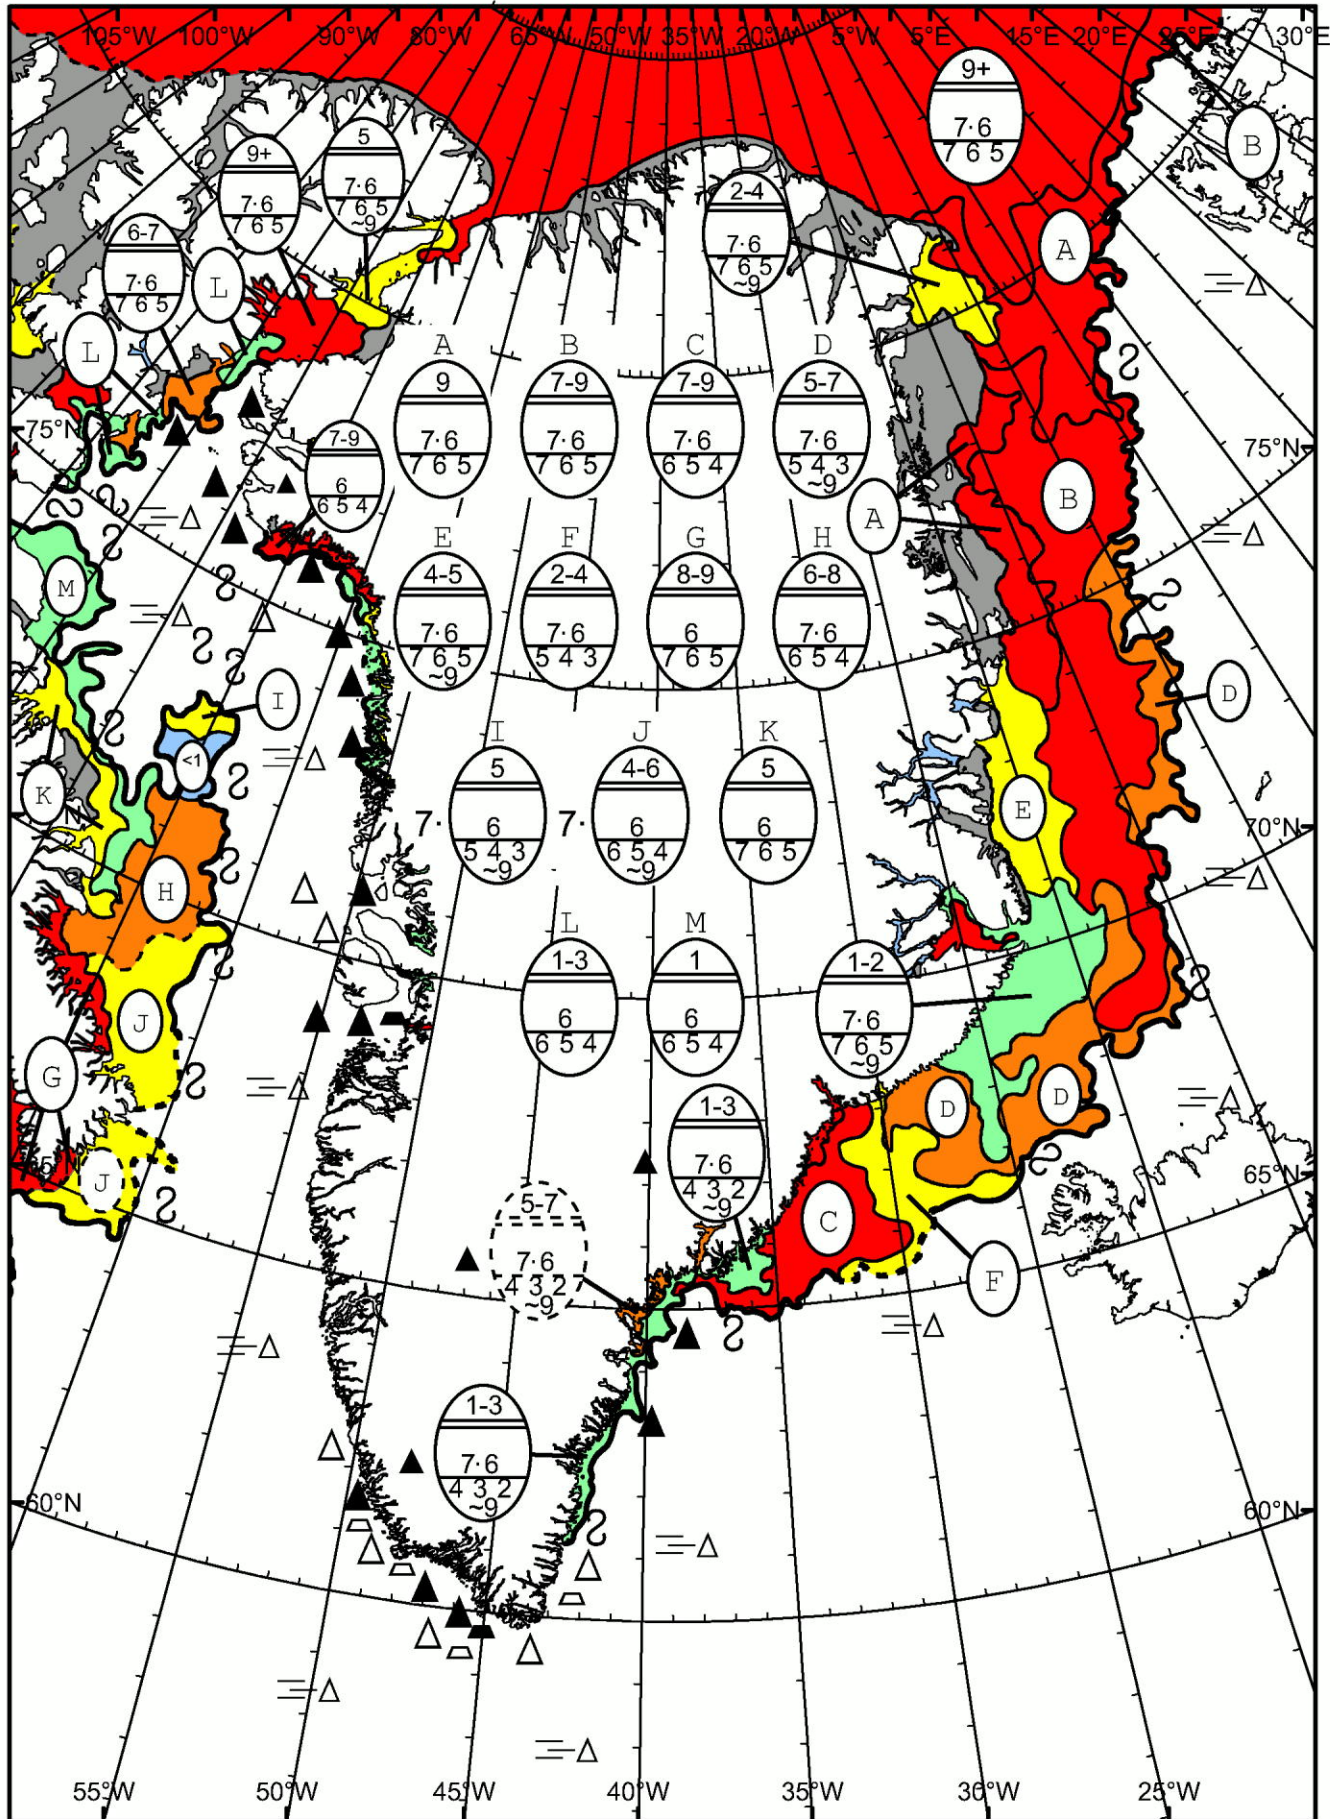 105°W 100°W 90°W 80°W 65°W 50°W 35°W 20°W 5°W 5°E 15°E 20°E 25°E 30°E
9+
7·6
7 6 5
B
5
7·6
7 6 5
~9
9+
7·6
7 6 5
2-4
7·6
7 6 5
~9
6-7
7·6
7 6 5
L
A
L
A B C D
9 7-9 7-9 5-7
7·6 7·6 7·6 7·6
7 6 5 7 6 5 6 5 4 5 4 3
~9
75°N 75°N
7-9
6
6 5 4
B
A
E F G H
4-5 2-4 8-9 6-8
7·6 7·6 6 7·6
7 6 5 5 4 3 7 6 5 6 5 4
~9
M
D
I
I J K
5 4-6 5
7· 6 7· 6 6
5 4 3 6 5 4 7 6 5
~9 ~9
<1
K
E
70°N
H
L M
1-3 1 1-2
6 6 7·6
6 5 4 6 5 4 7 6 5
~9
J
G
D D
1-3
7·6
4 3 2
~9
65°N
J
5-7
7·6
4 3 2
~9
C
F
1-3
7·6
4 3 2
~9
60°N 60°N
55°W 50°W 45°W 40°W 35°W 30°W 25°W